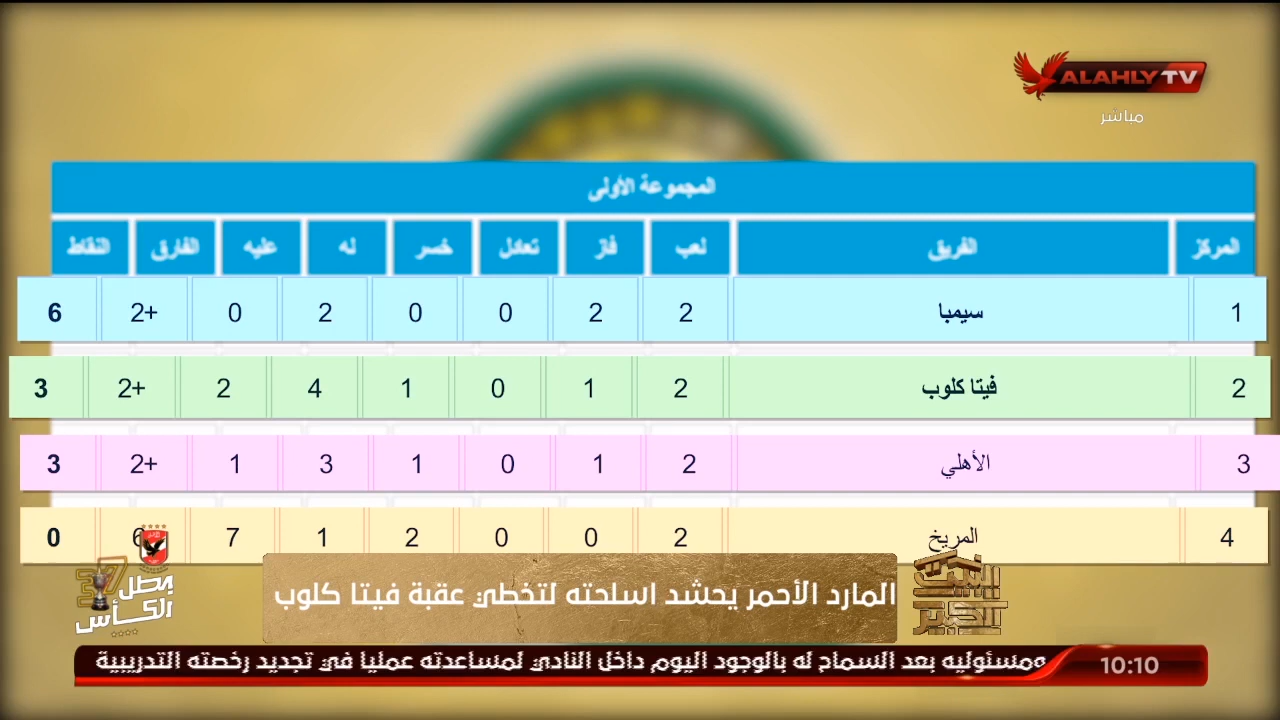 ALAHLY TV
مباشر
المجموعة الأولى
المركز الفريق لعب فاز تعادل خسر له عليه الفارق النقاط
1 سيمبا 2 2 0 0 2 0 2+ 6
2 فيتا كلوب 2 1 0 1 4 2 2+ 3
3 الأهلي 2 1 0 1 3 1 2+ 3
4 المريخ 2 0 0 2 1 7 6 0
البيت الكبير
المارد الأحمر يحشد اسلحته لتخطي عقبة فيتا كلوب
بطل الكأس 37
10:10
ومسئوليه بعد السماح له بالوجود اليوم داخل النادي لمساعدته عمليا في تجديد رخصته التدريبية